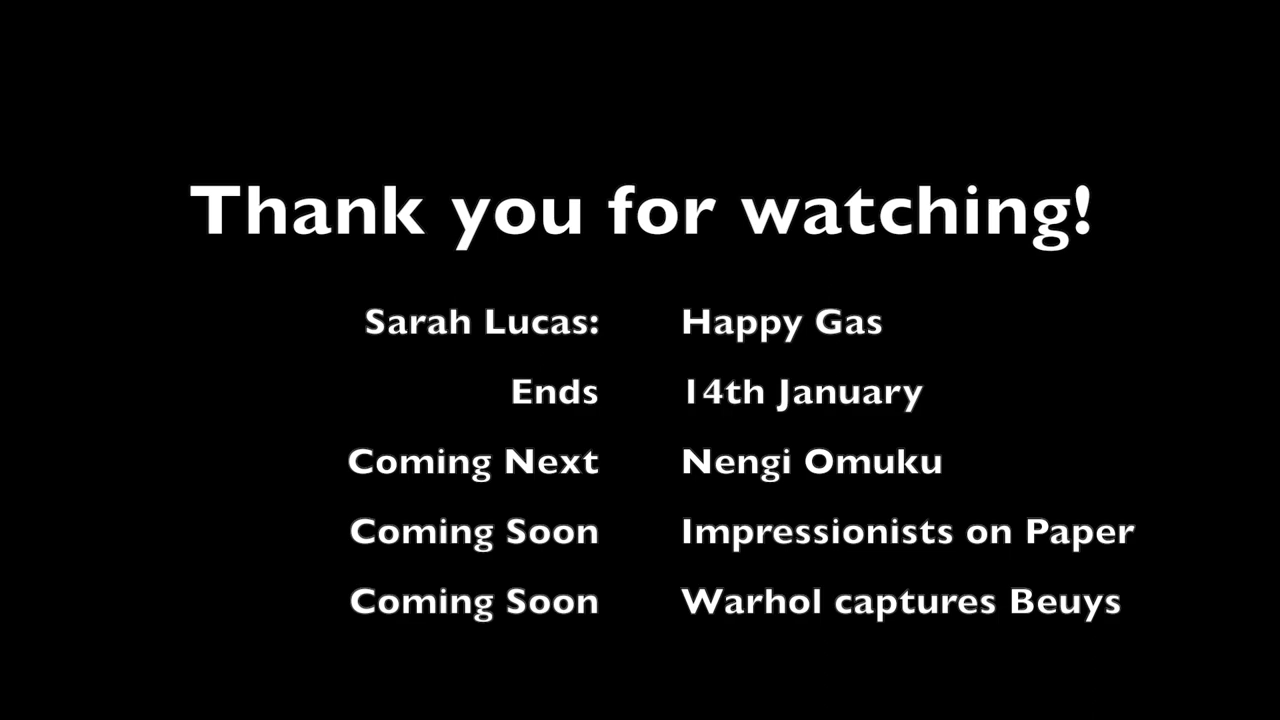 Thank you for watching!
Sarah Lucas: Happy Gas
Ends 14th January
Coming Next Nengi Omuku
Coming Soon Impressionists on Paper
Coming Soon Warhol captures Beuys